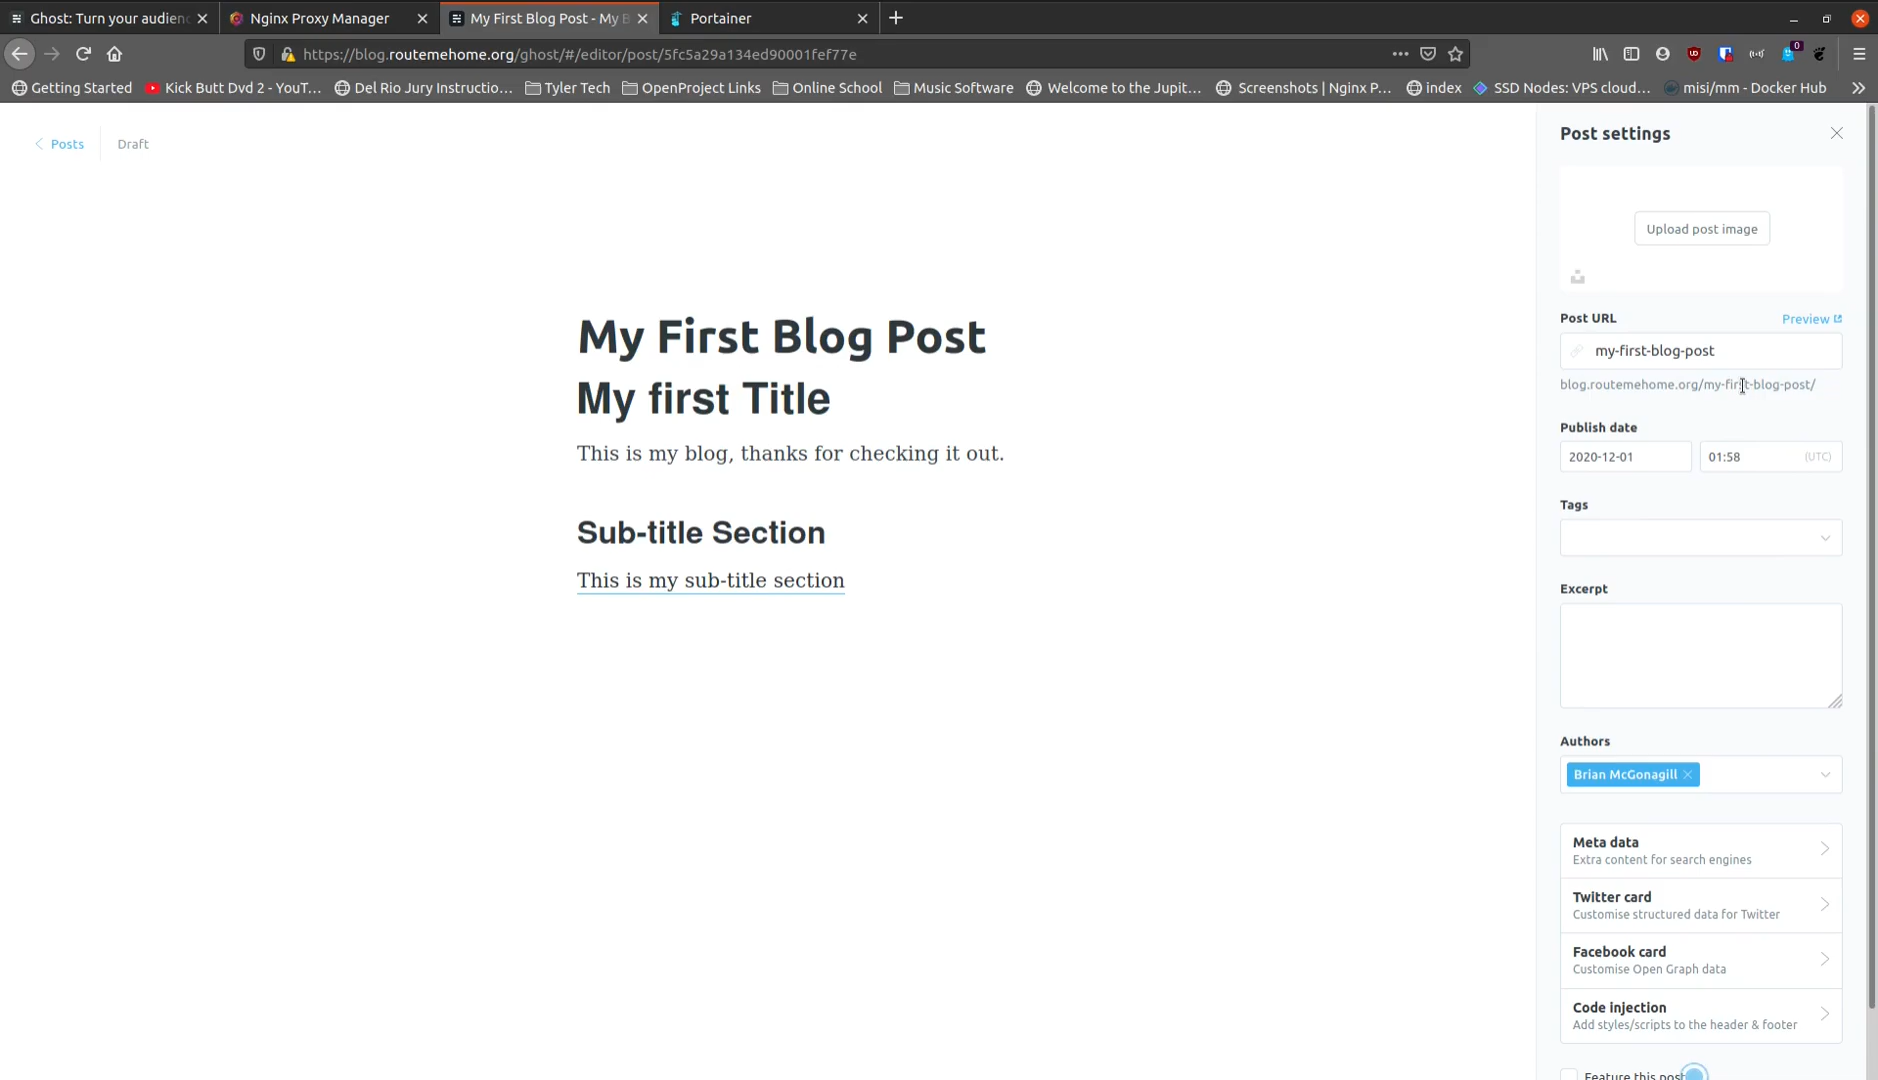 Ghost: Turn your audien
Nginx Proxy Manager
My First Blog Post - My B
Portainer
https://blog.routemehome.org/ghost/#/editor/post/5fc5a29a134ed90001fef77e
0
Getting Started
Kick Butt Dvd 2 - YouT…
Del Rio Jury Instructio…
Tyler Tech
OpenProject Links
Online School
Music Software
Welcome to the Jupit…
Screenshots | Nginx P…
index
SSD Nodes: VPS cloud…
misi/mm - Docker Hub
Posts
Draft
My First Blog Post
My first Title
This is my blog, thanks for checking it out.
Sub-title Section
This is my sub-title section
Post settings
Upload post image
Post URL
Preview
my-first-blog-post
blog.routemehome.org/my-first-blog-post/
Publish date
2020-12-01
01:58
(UTC)
Tags
Excerpt
Authors
Brian McGonagill
Meta data
Extra content for search engines
Twitter card
Customise structured data for Twitter
Facebook card
Customise Open Graph data
Code injection
Add styles/scripts to the header & footer
Feature this post